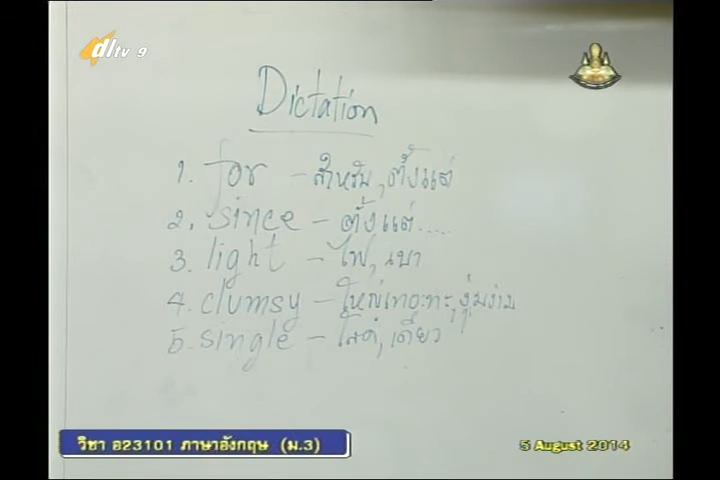 dltv 9
Dictation
1. for - สำหรับ, ตั้งแต่
2. since - ตั้งแต่.....
3. light - ไฟ, เบา
4. clumsy - ใหญ่เทอะทะ, งุ่มง่าม
5. single - โสด, เดี่ยว
วิชา อ23101 ภาษาอังกฤษ (ม.3)
5 August 2014